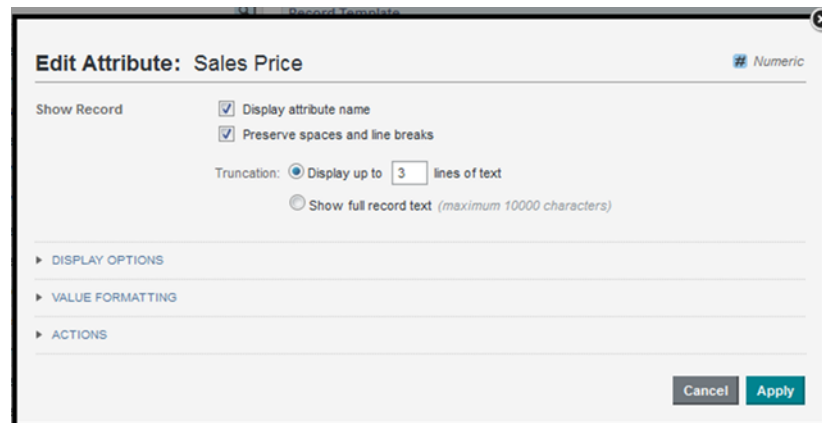 Record Template
Edit Attribute: Sales Price
# Numeric
Show Record
Display attribute name
Preserve spaces and line breaks
Truncation: Display up to 3 lines of text
Show full record text (maximum 10000 characters)
DISPLAY OPTIONS
VALUE FORMATTING
ACTIONS
Cancel Apply